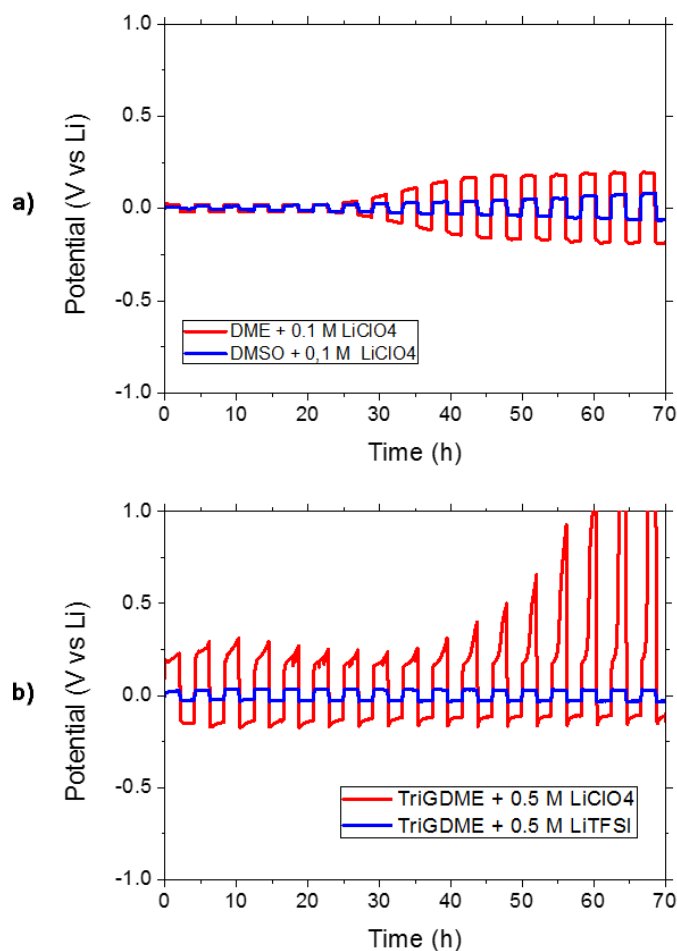 1.0
0.5
0.0
-0.5
-1.0
Potential (V vs Li)
a)
DME + 0.1 M LiClO4
DMSO + 0,1 M LiClO4
0 10 20 30 40 50 60 70
Time (h)
1.0
0.5
0.0
-0.5
-1.0
Potential (V vs Li)
b)
TriGDME + 0.5 M LiClO4
TriGDME + 0.5 M LiTFSI
0 10 20 30 40 50 60 70
Time (h)